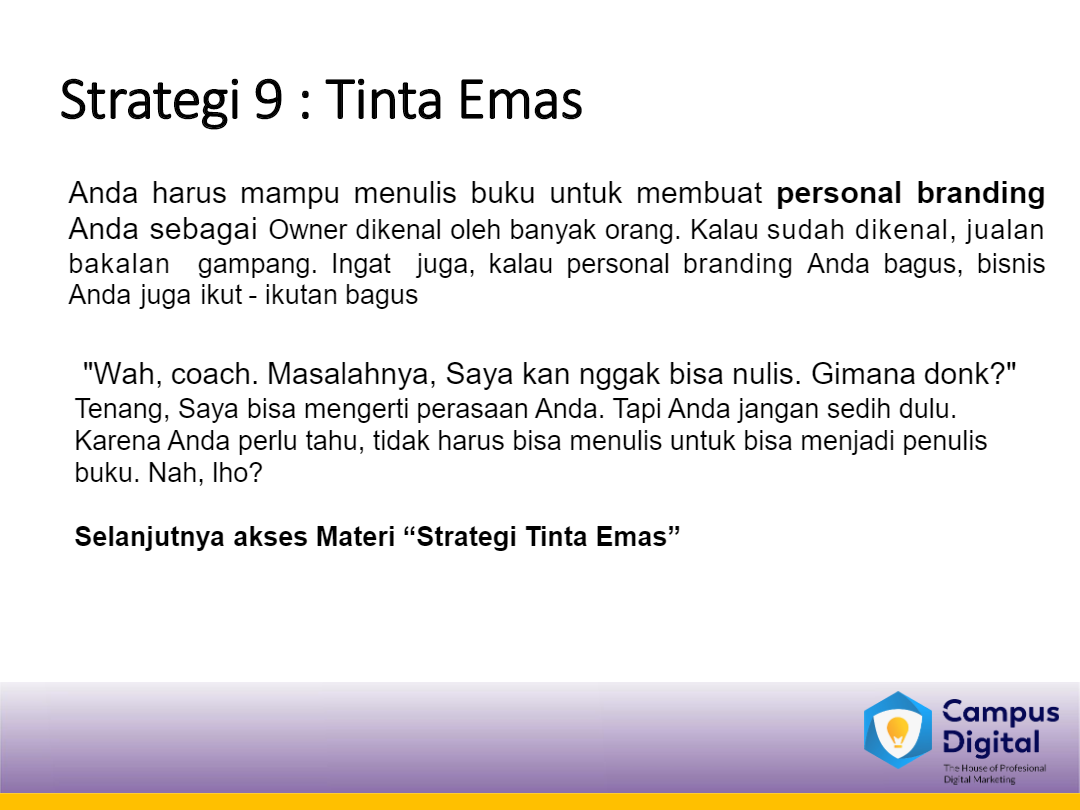 Strategi 9 : Tinta Emas
Anda harus mampu menulis buku untuk membuat personal branding
Anda sebagai Owner dikenal oleh banyak orang. Kalau sudah dikenal, jualan
bakalan gampang. Ingat juga, kalau personal branding Anda bagus, bisnis
Anda juga ikut - ikutan bagus
"Wah, coach. Masalahnya, Saya kan nggak bisa nulis. Gimana donk?"
Tenang, Saya bisa mengerti perasaan Anda. Tapi Anda jangan sedih dulu.
Karena Anda perlu tahu, tidak harus bisa menulis untuk bisa menjadi penulis
buku. Nah, lho?
Selanjutnya akses Materi “Strategi Tinta Emas”
Campus
Digital
The House of Profesional
Digital Marketing